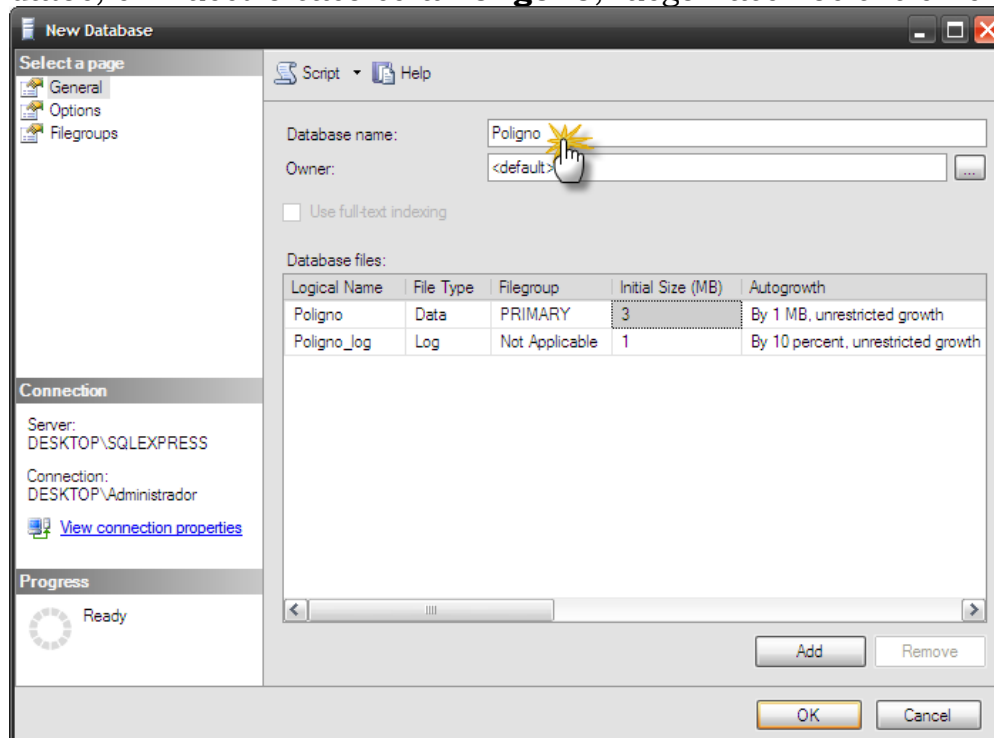 New Database
Select a page
General
Options
Filegroups
Script
Help
Database name:
Poligno
Owner:
<default>
...
Use full-text indexing
Database files:
Logical Name File Type Filegroup Initial Size (MB) Autogrowth
Poligno Data PRIMARY 3 By 1 MB, unrestricted growth
Poligno_log Log Not Applicable 1 By 10 percent, unrestricted growth
Connection
Server:
DESKTOP\SQLEXPRESS
Connection:
DESKTOP\Administrador
View connection properties
Progress
Ready
Add
Remove
OK
Cancel